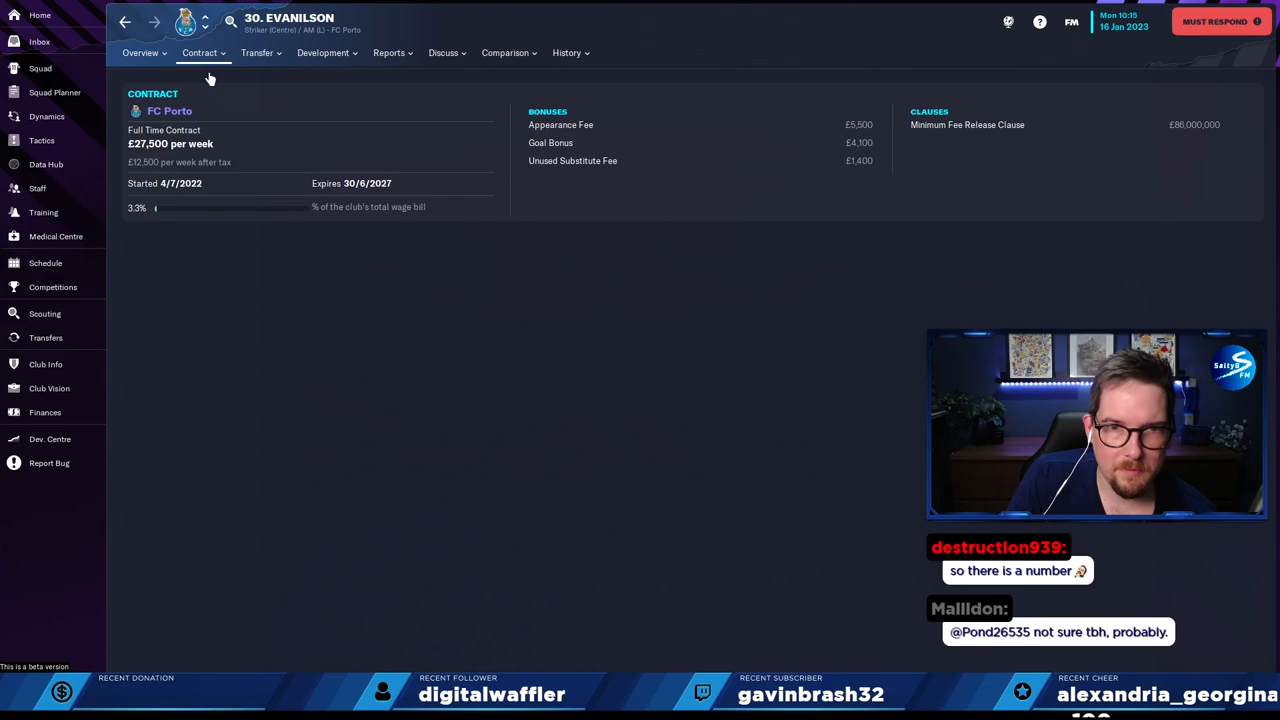 Home
Inbox
Squad
Squad Planner
Dynamics
Tactics
Data Hub
Staff
Training
Medical Centre
Schedule
Competitions
Scouting
Transfers
Club Info
Club Vision
Finances
Dev. Centre
Report Bug
This is a beta version
30. EVANILSON
Striker (Centre) / AM (L) - FC Porto
FM
Mon 10:15
16 Jan 2023
MUST RESPOND
Overview
Contract
Transfer
Development
Reports
Discuss
Comparison
History
CONTRACT
FC Porto
Full Time Contract
£27,500 per week
£12,500 per week after tax
Started 4/7/2022
Expires 30/6/2027
3.3%
% of the club's total wage bill
BONUSES
Appearance Fee £5,500
Goal Bonus £4,100
Unused Substitute Fee £1,400
CLAUSES
Minimum Fee Release Clause £86,000,000
SaltyB
FM
destruct1on939:
so there is a number
Mallldon:
@Pond26535 not sure tbh, probably.
RECENT DONATION
RECENT FOLLOWER
digitalwaffler
RECENT SUBSCRIBER
gavinbrash32
RECENT CHEER
alexandria_georgina